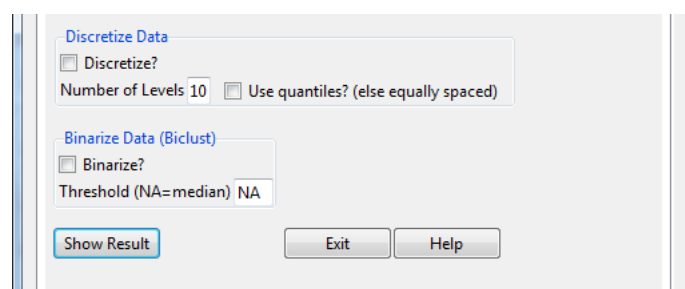 Discretize Data
Discretize?
Number of Levels 10 Use quantiles? (else equally spaced)
Binarize Data (Biclust)
Binarize?
Threshold (NA=median) NA
Show Result Exit Help